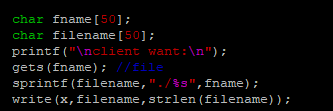 char fname[50];
char filename[50];
printf("\nclient want:\n");
gets(fname); //file
sprintf(filename,"./%s",fname);
write(x,filename,strlen(filename));